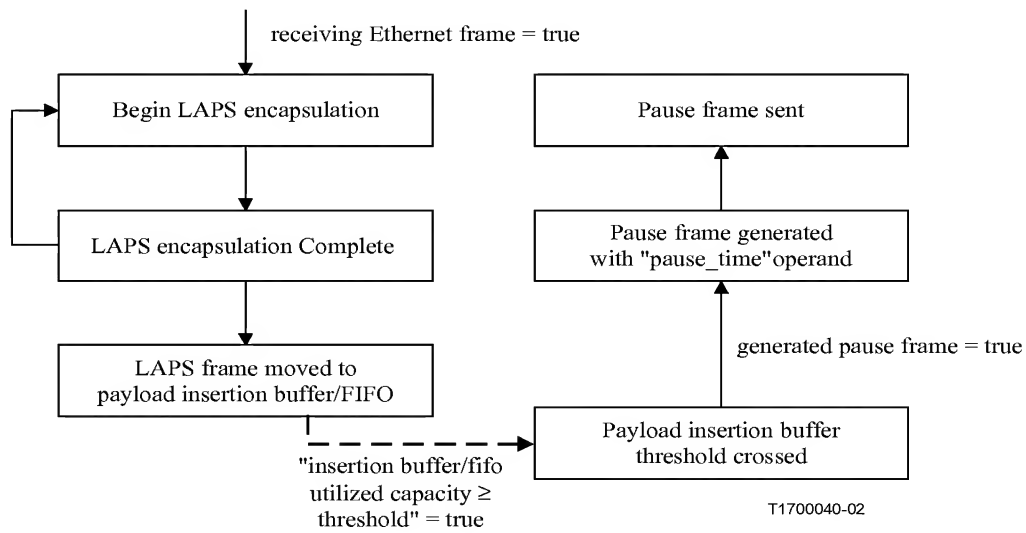 receiving Ethernet frame = true
Begin LAPS encapsulation
LAPS encapsulation Complete
LAPS frame moved to
payload insertion buffer/FIFO
"insertion buffer/fifo
utilized capacity ≥
threshold" = true
Payload insertion buffer
threshold crossed
generated pause frame = true
Pause frame generated
with "pause_time"operand
Pause frame sent
T1700040-02